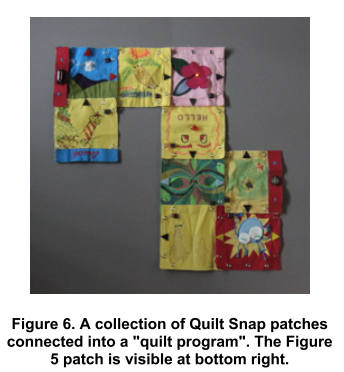 HELLO
Figure 6. A collection of Quilt Snap patches
connected into a "quilt program". The Figure
5 patch is visible at bottom right.